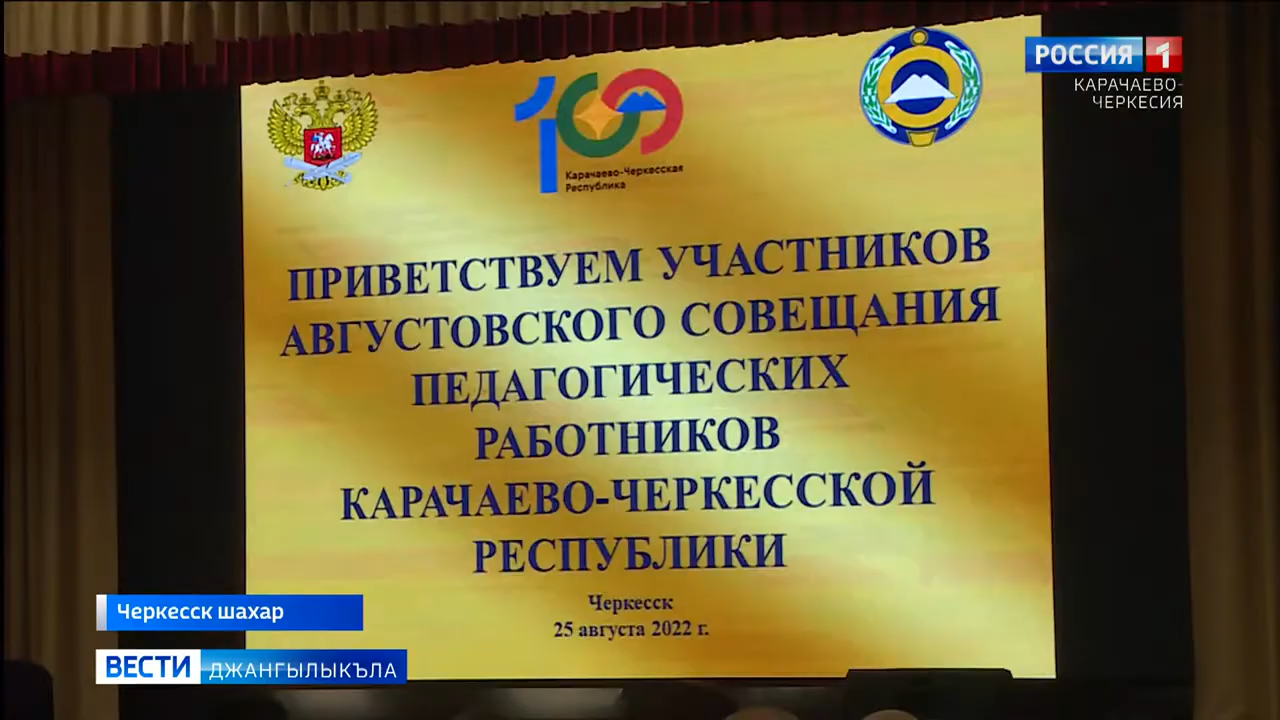 РОССИЯ 1
КАРАЧАЕВО-
ЧЕРКЕСИЯ
100
Карачаево-Черкесская
Республика
ПРИВЕТСТВУЕМ УЧАСТНИКОВ
АВГУСТОВСКОГО СОВЕЩАНИЯ
ПЕДАГОГИЧЕСКИХ
РАБОТНИКОВ
КАРАЧАЕВО-ЧЕРКЕССКОЙ
РЕСПУБЛИКИ
Черкесск
25 августа 2022 г.
Черкесск шахар
ВЕСТИ ДЖАНГЫЛЫКЪЛА